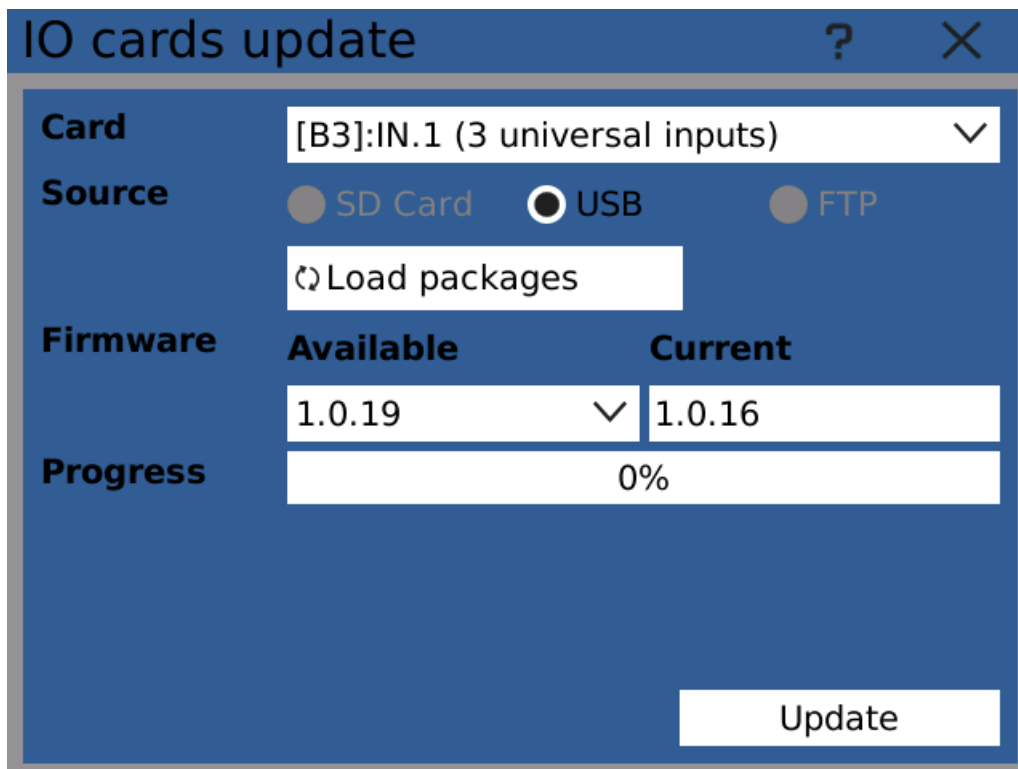 IO cards update ?
Card [B3]:IN.1 (3 universal inputs)
Source SD Card USB FTP
Load packages
Firmware Available Current
1.0.19 1.0.16
Progress 0%
Update